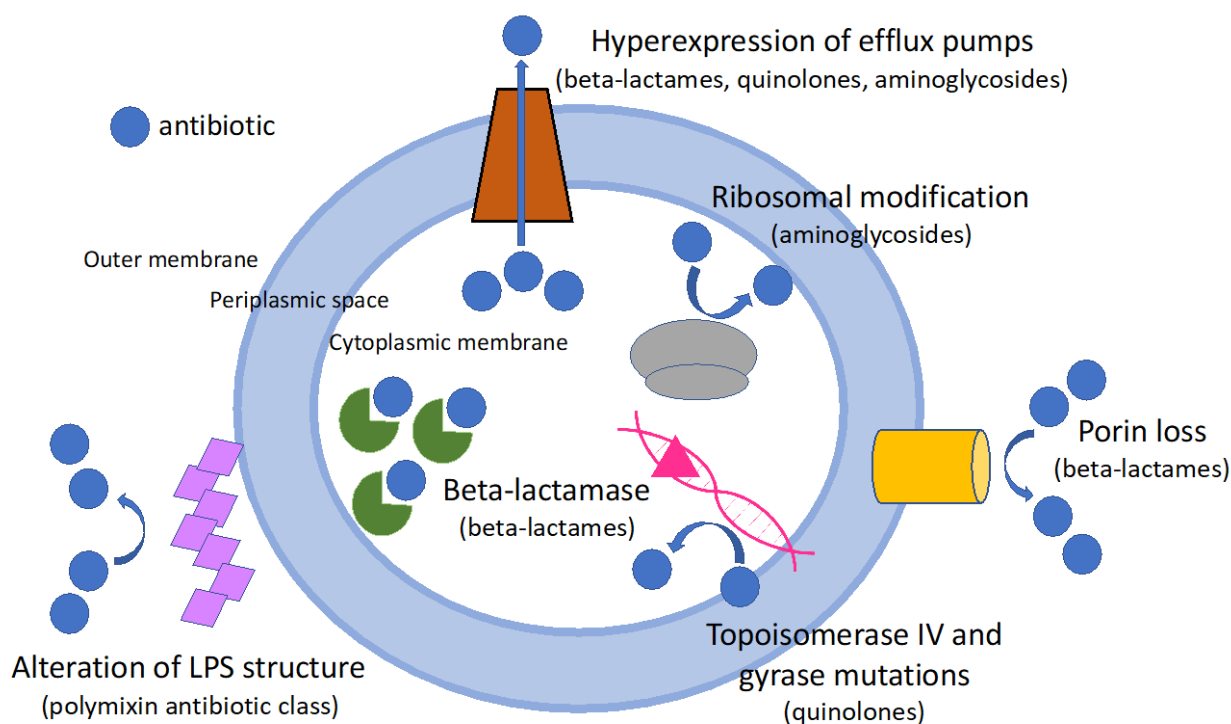 Hyperexpression of efflux pumps
(beta-lactames, quinolones, aminoglycosides)
antibiotic
Ribosomal modification
(aminoglycosides)
Outer membrane
Periplasmic space
Cytoplasmic membrane
Porin loss
(beta-lactames)
Beta-lactamase
(beta-lactames)
Topoisomerase IV and
gyrase mutations
(quinolones)
Alteration of LPS structure
(polymixin antibiotic class)